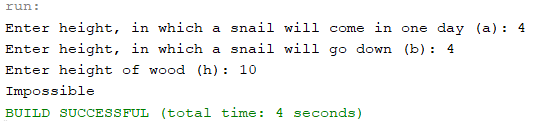 run:
Enter height, in which a snail will come in one day (a): 4
Enter height, in which a snail will go down (b): 4
Enter height of wood (h): 10
Impossible
BUILD SUCCESSFUL (total time: 4 seconds)